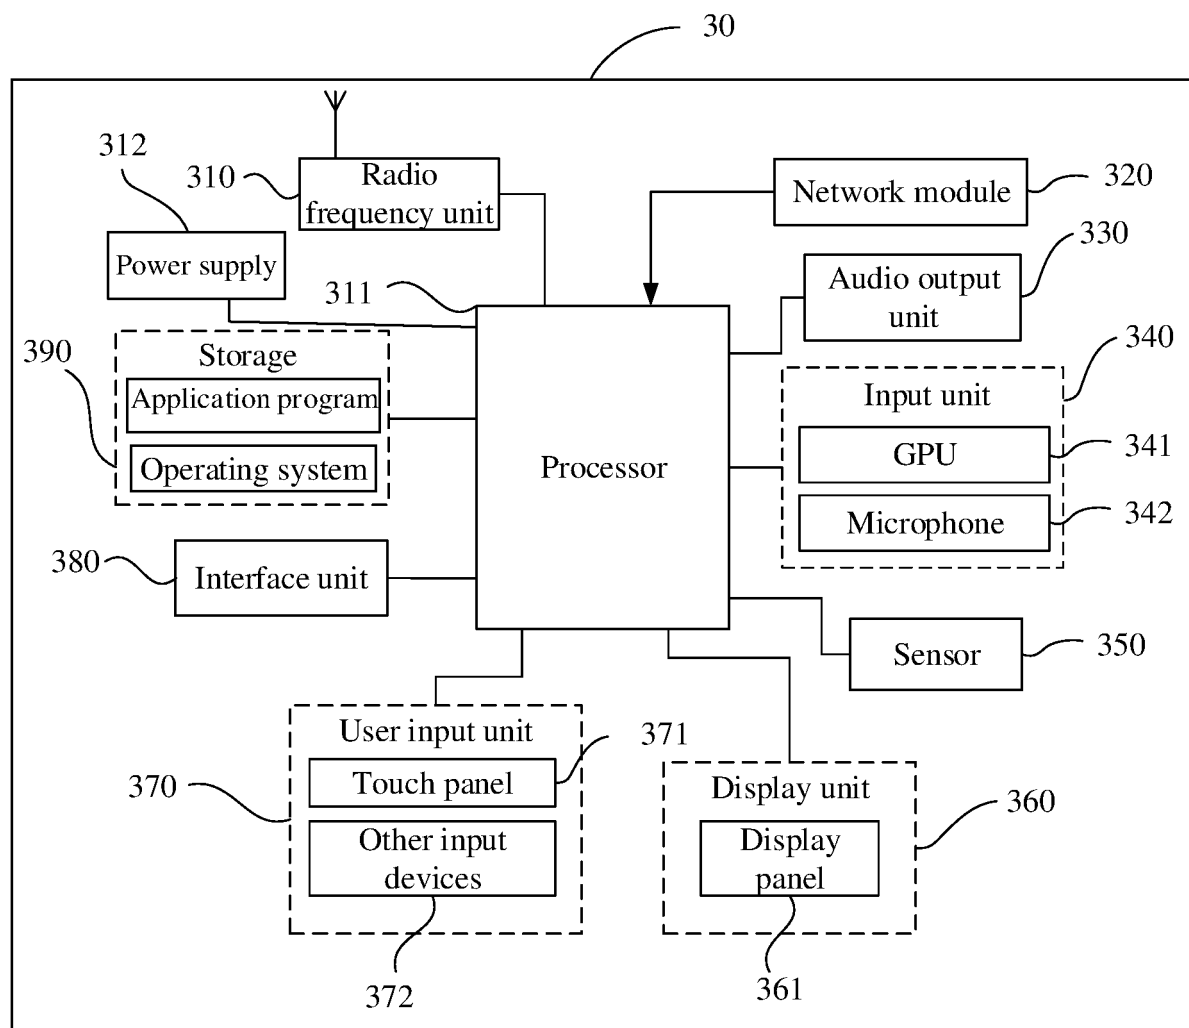 30
312
310
Radio
frequency unit
Network module
320
Power supply
311
330
Audio output
unit
390
Storage
Application program
Operating system
340
Input unit
GPU
341
Microphone
342
Processor
380
Interface unit
Sensor
350
User input unit
371
370
Touch panel
Other input
devices
372
Display unit
360
Display
panel
361